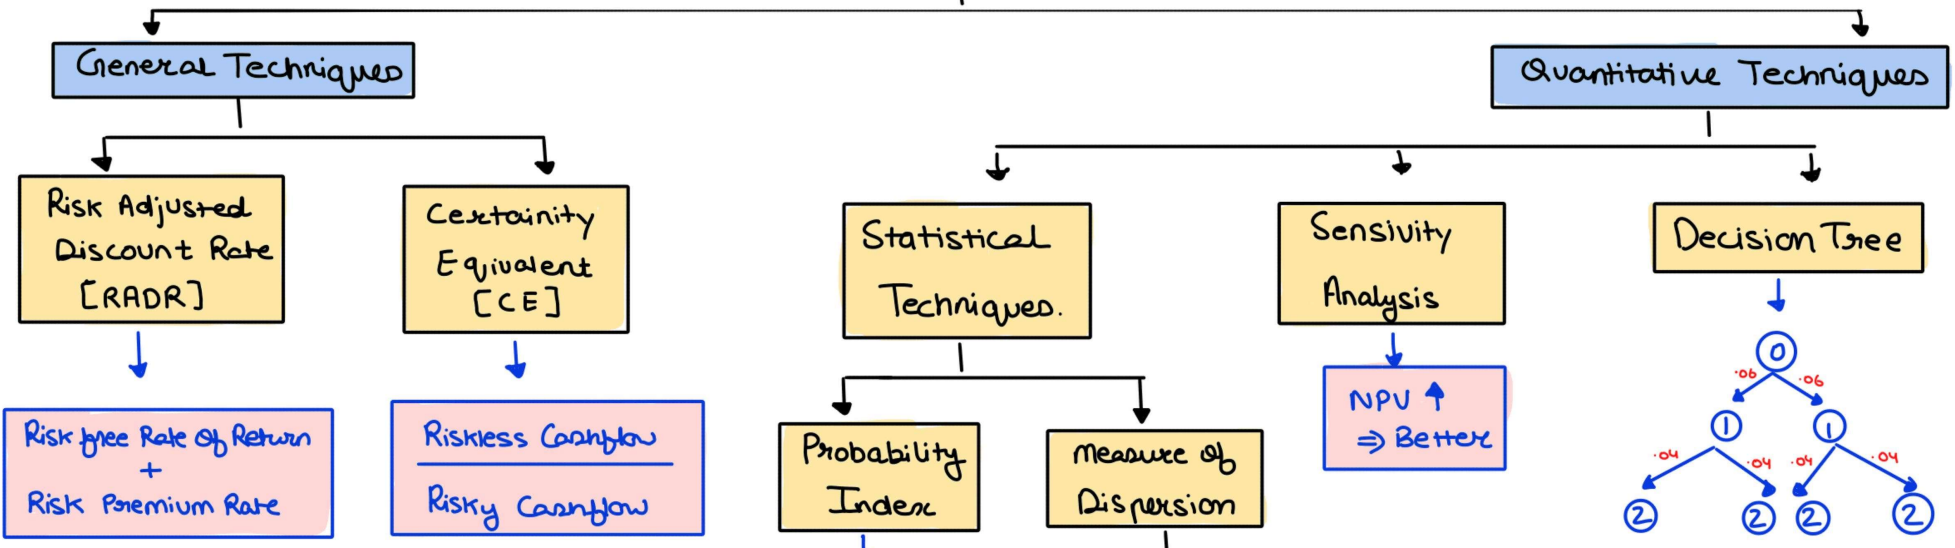 General Techniques
Quantitative Techniques
Risk Adjusted
Discount Rate
[RADR]
Certainity
Equivalent
[CE]
Statistical
Techniques.
Sensivity
Analysis
Decision Tree
Risk free Rate Of Return
+
Risk Premium Rate
Riskless Cashflow
Risky Cashflow
Probability
Index
Measure of
Dispersion
NPV ↑
⇒ Better
0
.06 .06
1 1
.04 .04 .04 .04
2 2 2 2